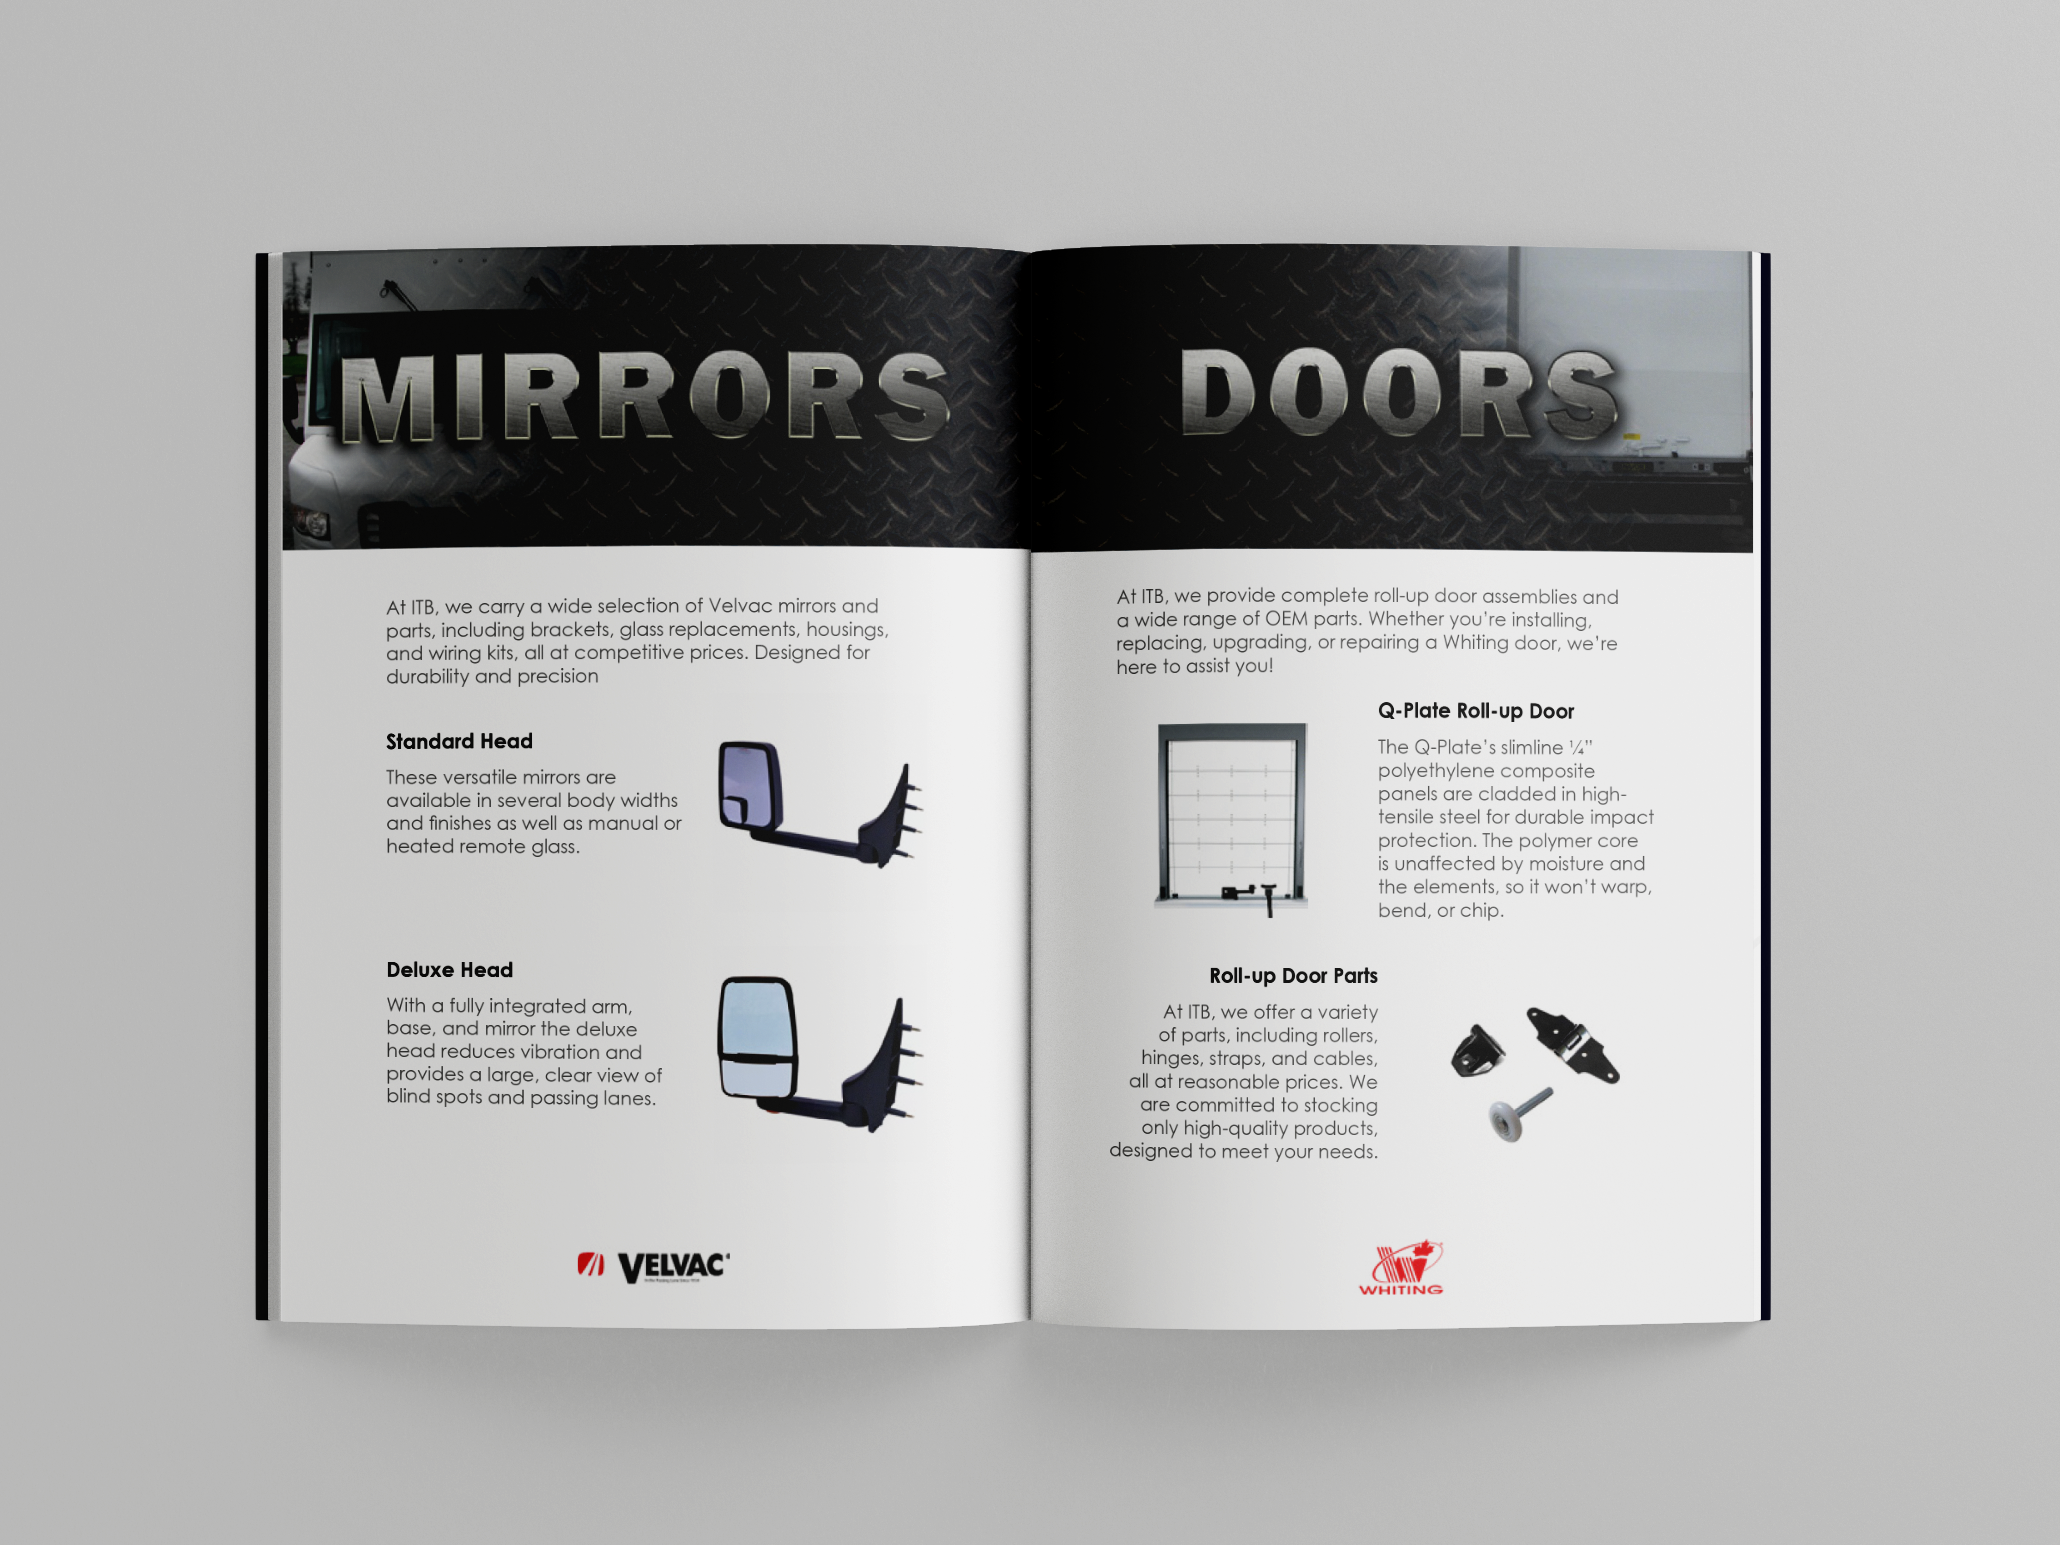 MIRRORS
At ITB, we carry a wide selection of Velvac mirrors and
parts, including brackets, glass replacements, housings,
and wiring kits, all at competitive prices. Designed for
durability and precision
Standard Head
These versatile mirrors are
available in several body widths
and finishes as well as manual or
heated remote glass.
Deluxe Head
With a fully integrated arm,
base, and mirror the deluxe
head reduces vibration and
provides a large, clear view of
blind spots and passing lanes.
VELVAC
DOORS
At ITB, we provide complete roll-up door assemblies and
a wide range of OEM parts. Whether you’re installing,
replacing, upgrading, or repairing a Whiting door, we’re
here to assist you!
Q-Plate Roll-up Door
The Q-Plate’s slimline ¼”
polyethylene composite
panels are cladded in high-
tensile steel for durable impact
protection. The polymer core
is unaffected by moisture and
the elements, so it won’t warp,
bend, or chip.
Roll-up Door Parts
At ITB, we offer a variety
of parts, including rollers,
hinges, straps, and cables,
all at reasonable prices. We
are committed to stocking
only high-quality products,
designed to meet your needs.
WHITING